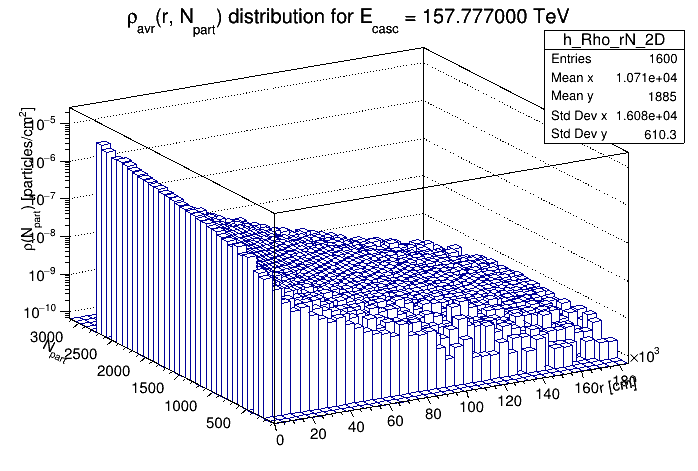 ρavr(r, Npart) distribution for Ecasc = 157.777000 TeV
h_Rho_rN_2D
Entries 1600
Mean x 1.071e+04
Mean y 1885
Std Dev x 1.608e+04
Std Dev y 610.3
ρ(Npart) [particles/cm²]
10⁻⁵
10⁻⁶
10⁻⁷
10⁻⁸
10⁻⁹
10⁻¹⁰
3000
2500
2000
1500
1000
500
Npart
0 20 40 60 80 100 120 140 160 180
r [cm]
×10³